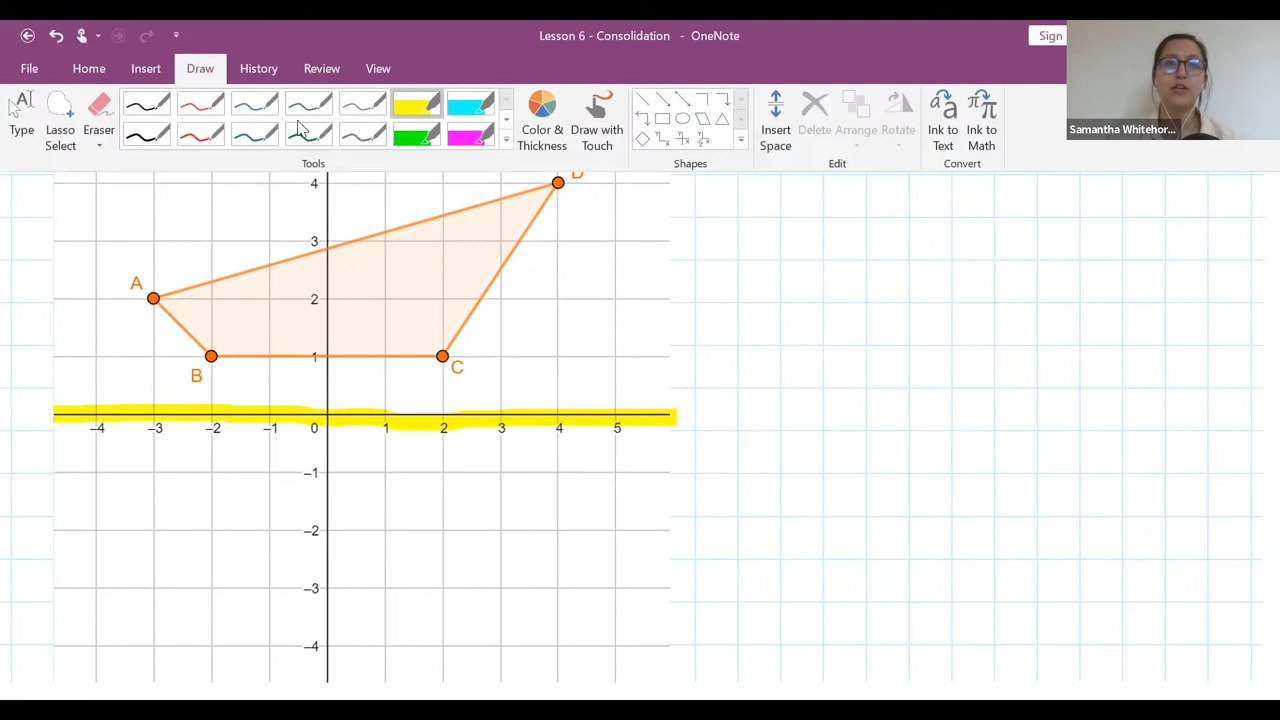 Lesson 6 - Consolidation - OneNote
Sign
File Home Insert Draw History Review View
Type
Lasso Select
Eraser
Color & Thickness
Draw with Touch
Insert Space
Delete
Arrange
Rotate
Ink to Text
Ink to Math
Tools
Shapes
Edit
Convert
Samantha Whitehor...
D
4
3
A
2
1
B
C
–4 –3 –2 –1 0 1 2 3 4 5
–1
–2
–3
–4